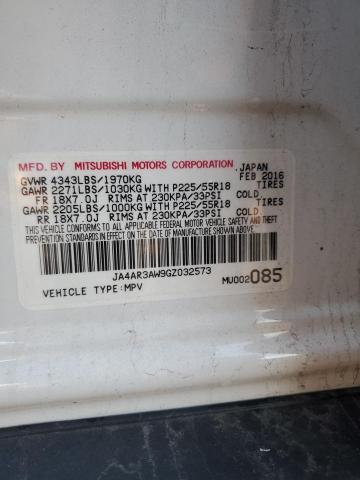 MFD.BY MITSUBISHI MOTORS CORPORATION JAPAN
GVWR 4343LBS/1970KG FEB 2016
GAWR 2271LBS/1030KG WITH P225/55R18 TIRES
FR 18X7.0J RIMS AT 230KPA/33PSI COLD.
GAWR 2205LBS/1000KG WITH P225/55R18 TIRES
RR 18X7.0J RIMS AT 230KPA/33PSI COLD.
THIS VEHICLE CONFORMS TO ALL APPLICABLE FEDERAL MOTOR VEHICLE SAFETY AND THEFT
PREVENTION STANDARDS IN EFFECT ON THE DATE OF MANUFACTURE SHOWN ABOVE.
JA4AR3AW9GZ032573
MU002085
VEHICLE TYPE:MPV